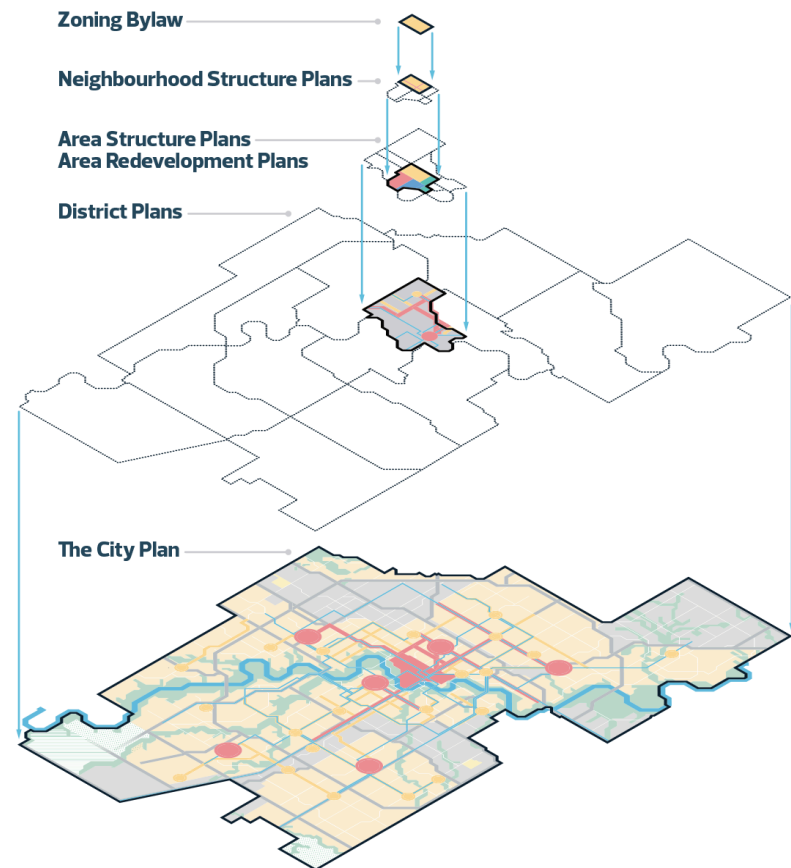 Zoning Bylaw
Neighbourhood Structure Plans
Area Structure Plans
Area Redevelopment Plans
District Plans
The City Plan